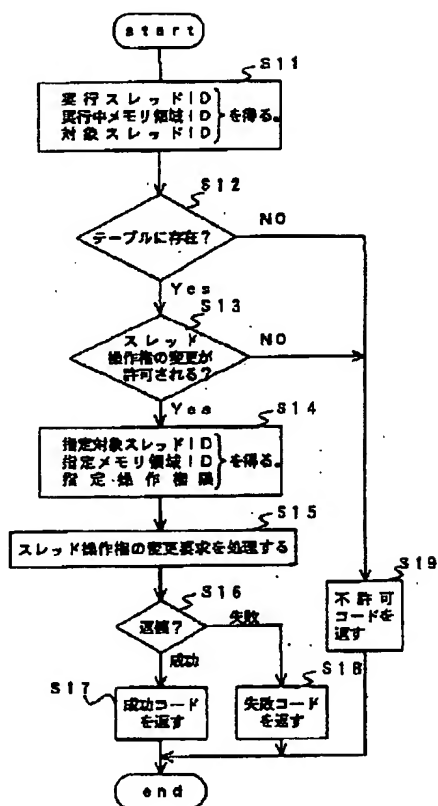 start
S11
実行スレッドID
実行中メモリ領域ID
対象スレッドID
を得る。
S12
テーブルに存在?
NO
Yes
S13
スレッド
操作権の変更が
許可される?
NO
Yes
S14
指定対象スレッドID
指定メモリ領域ID
指定操作権限
を得る。
S15
スレッド操作権の変更要求を処理する
S16
返値?
失敗
成功
S17
成功コード
を返す
S18
失敗コード
を返す
S19
不許可
コードを
返す
end